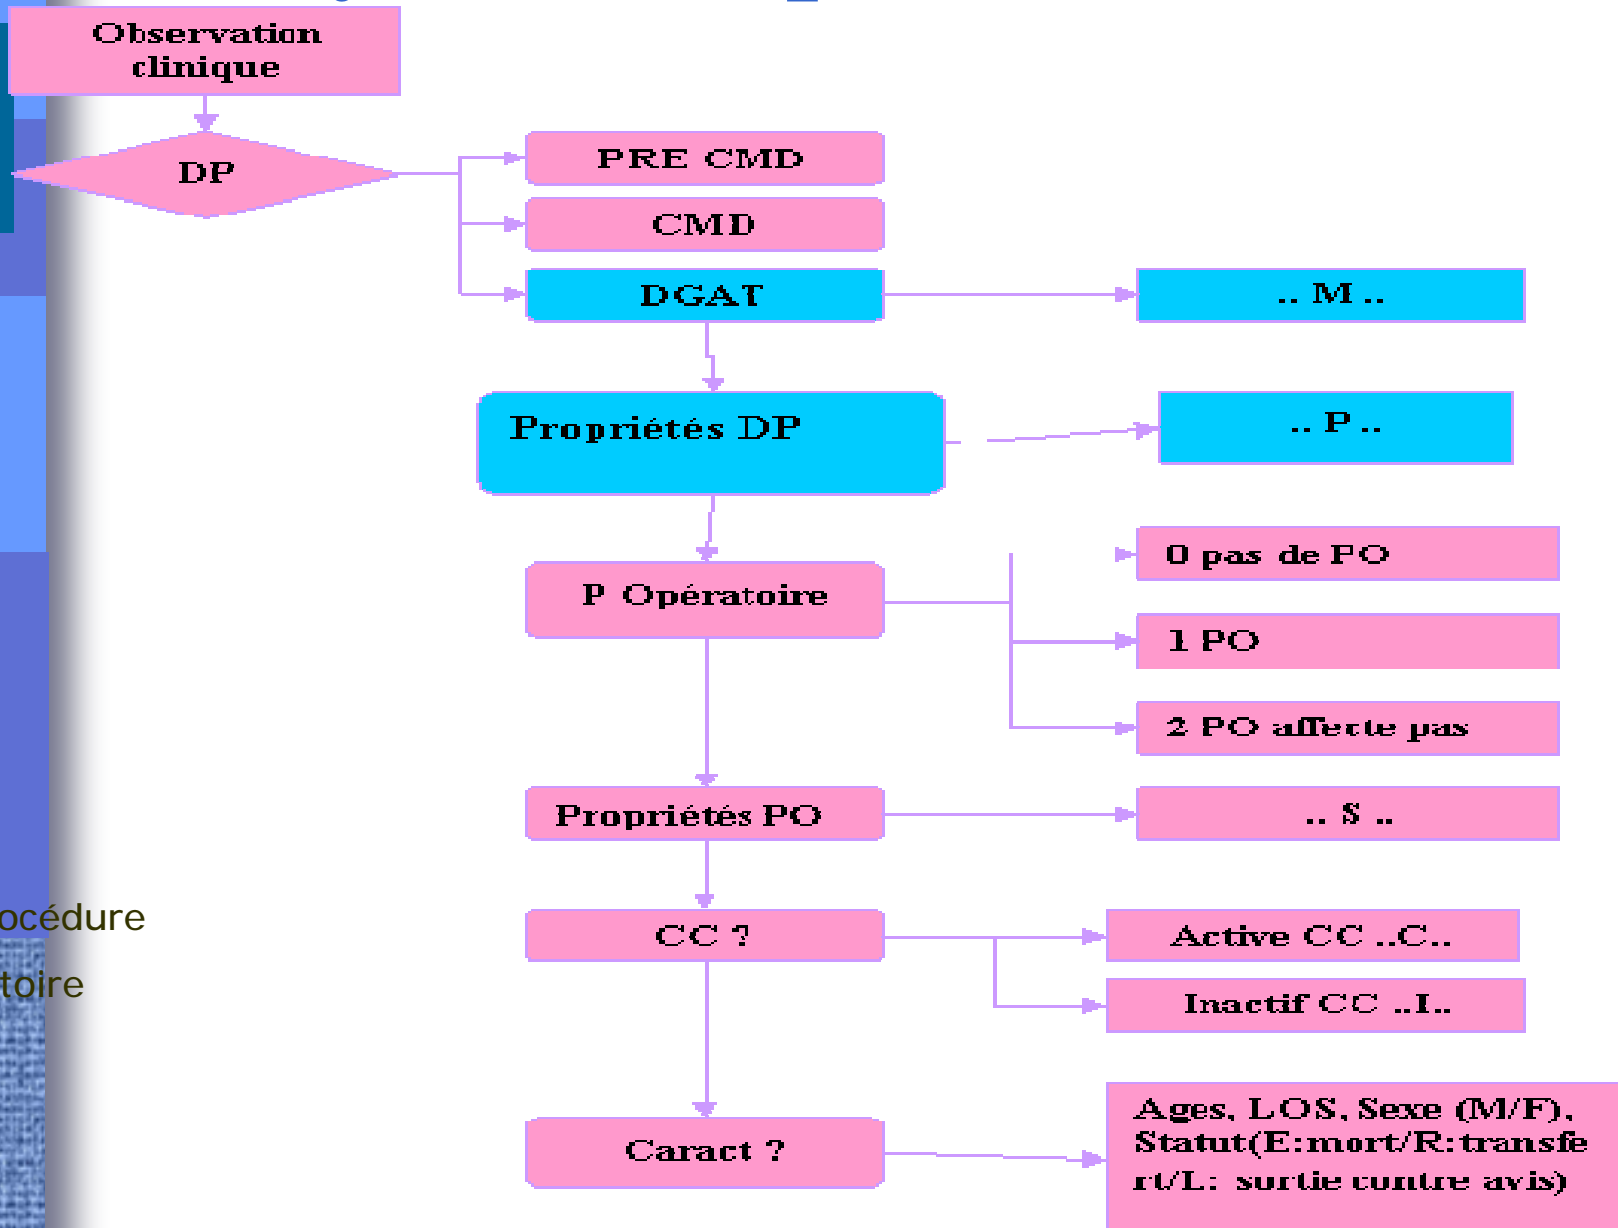 Observation
clinique
DP
PRE CMD
CMD
DGAT
.. M ..
Propriétés DP
.. P ..
P Opératoire
0 pas de PO
1 PO
2 PO affecte pas
Propriétés PO
.. S ..
océdure
toire
CC ?
Active CC ..C..
Inactif CC ..I..
Caract ?
Ages, LOS, Sexe (M/F),
Statut(E:mort/R:transfe
rt/L: sortie contre avis)